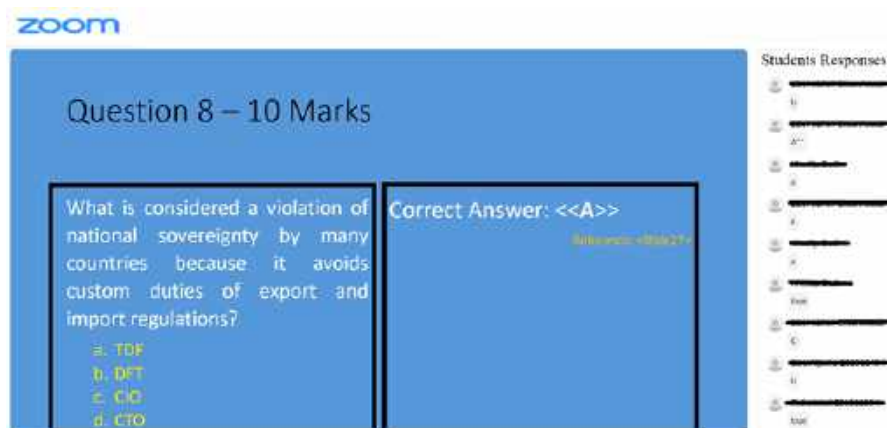 zoom
Question 8 – 10 Marks
What is considered a violation of
national sovereignty by many
countries because it avoids
custom duties of export and
import regulations?
a. TDF
b. DFT
c. CIO
d. CTO
Correct Answer: <<A>>
Students Responses